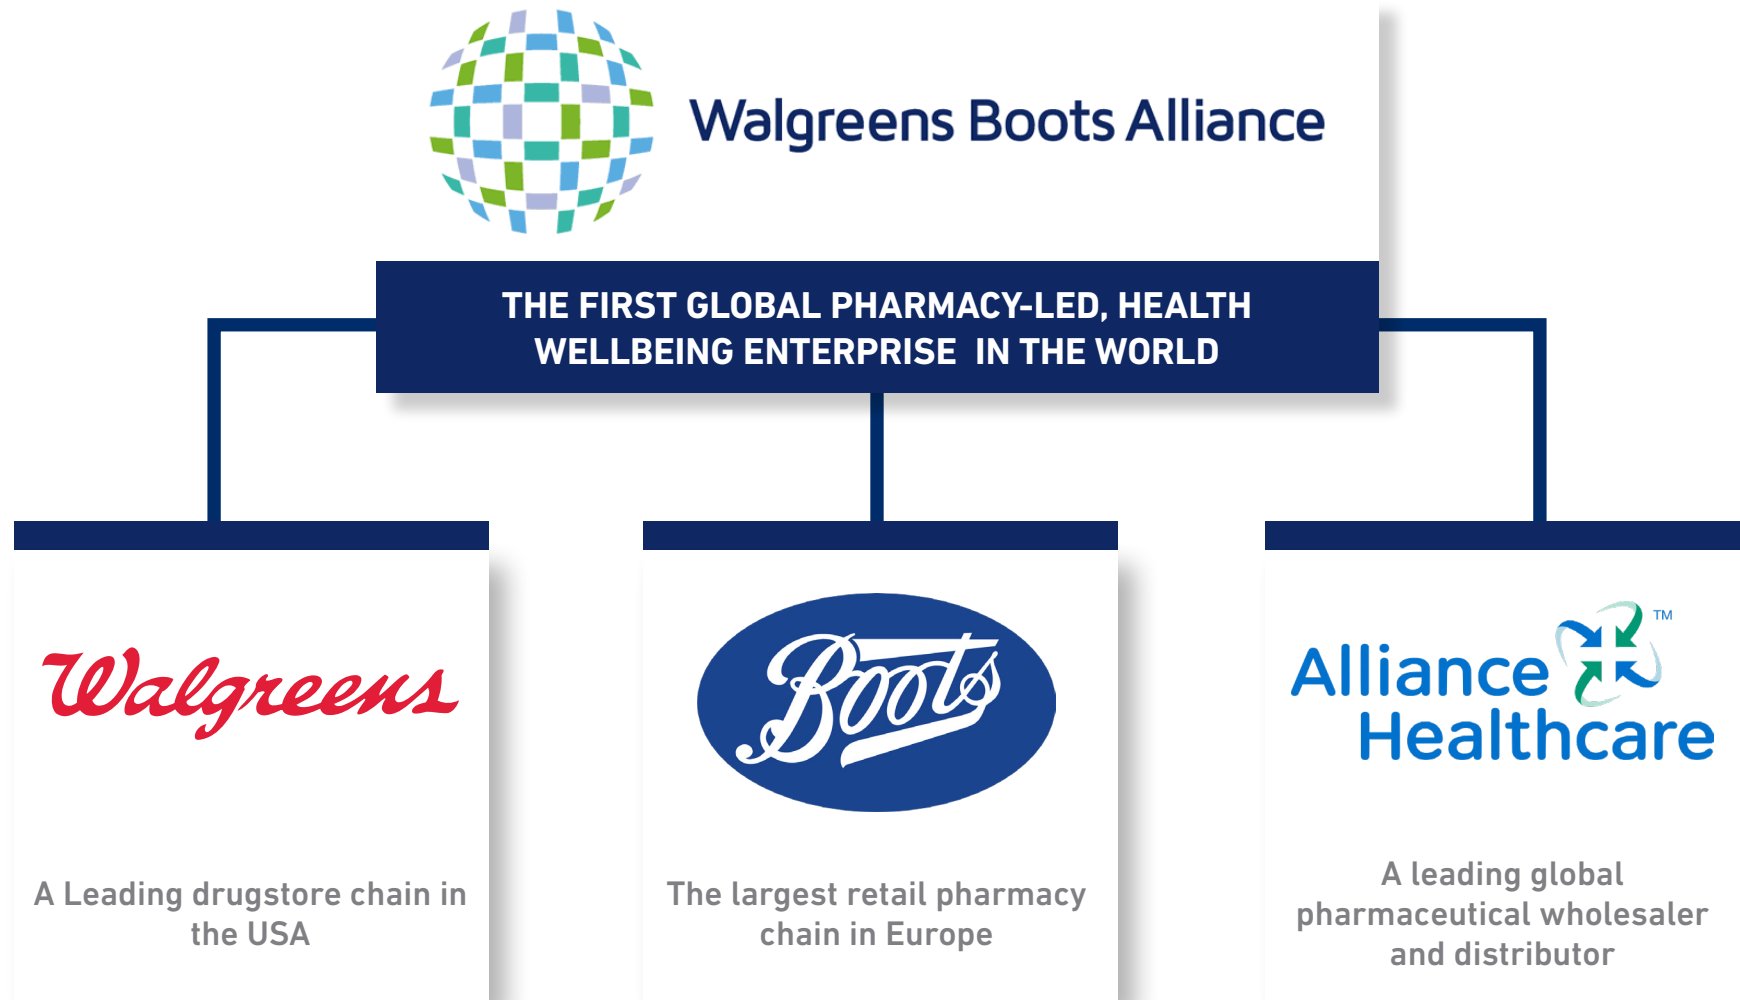 Walgreens Boots Alliance
THE FIRST GLOBAL PHARMACY-LED, HEALTH
WELLBEING ENTERPRISE  IN THE WORLD
Walgreens
Boots
Alliance
Healthcare
TM
A Leading drugstore chain in
the USA
The largest retail pharmacy
chain in Europe
A leading global
pharmaceutical wholesaler
and distributor